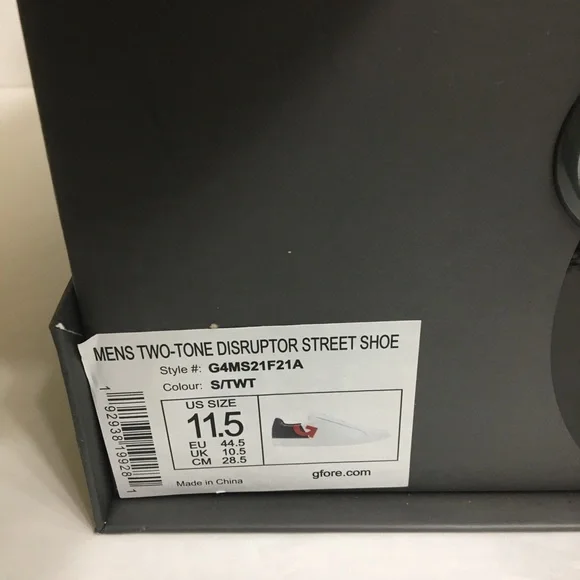 MENS TWO-TONE DISRUPTOR STREET SHOE
Style #: G4MS21F21A
Colour: S/TWT
US SIZE
11.5
EU 44.5
UK 10.5
CM 28.5
Made in China
gfore.com
1 92938 19928 1